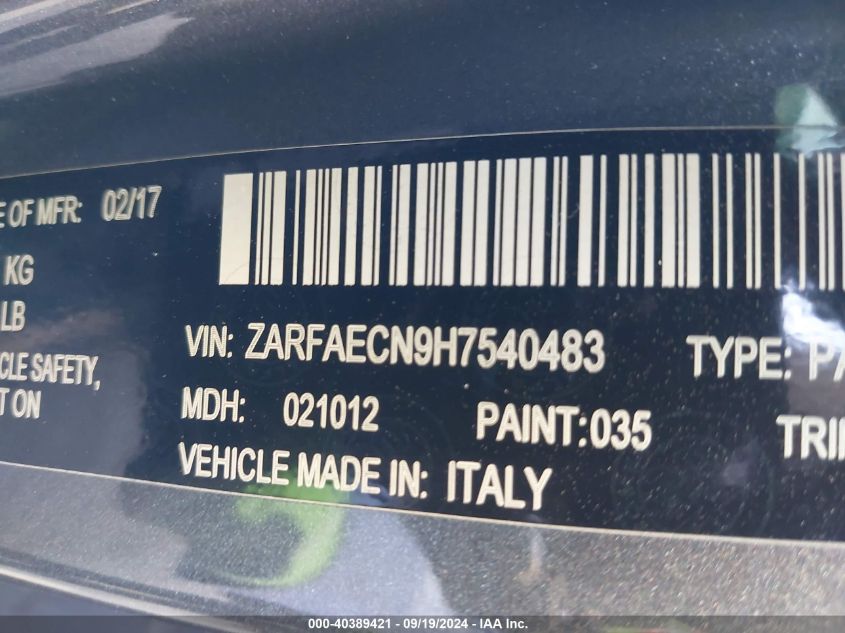 E OF MFR: 02/17
KG
LB
CLE SAFETY,
T ON
VIN: ZARFAECN9H7540483 TYPE: PA
MDH: 021012 PAINT:035 TRI
VEHICLE MADE IN: ITALY
000-40389421 - 09/19/2024 - IAA Inc.